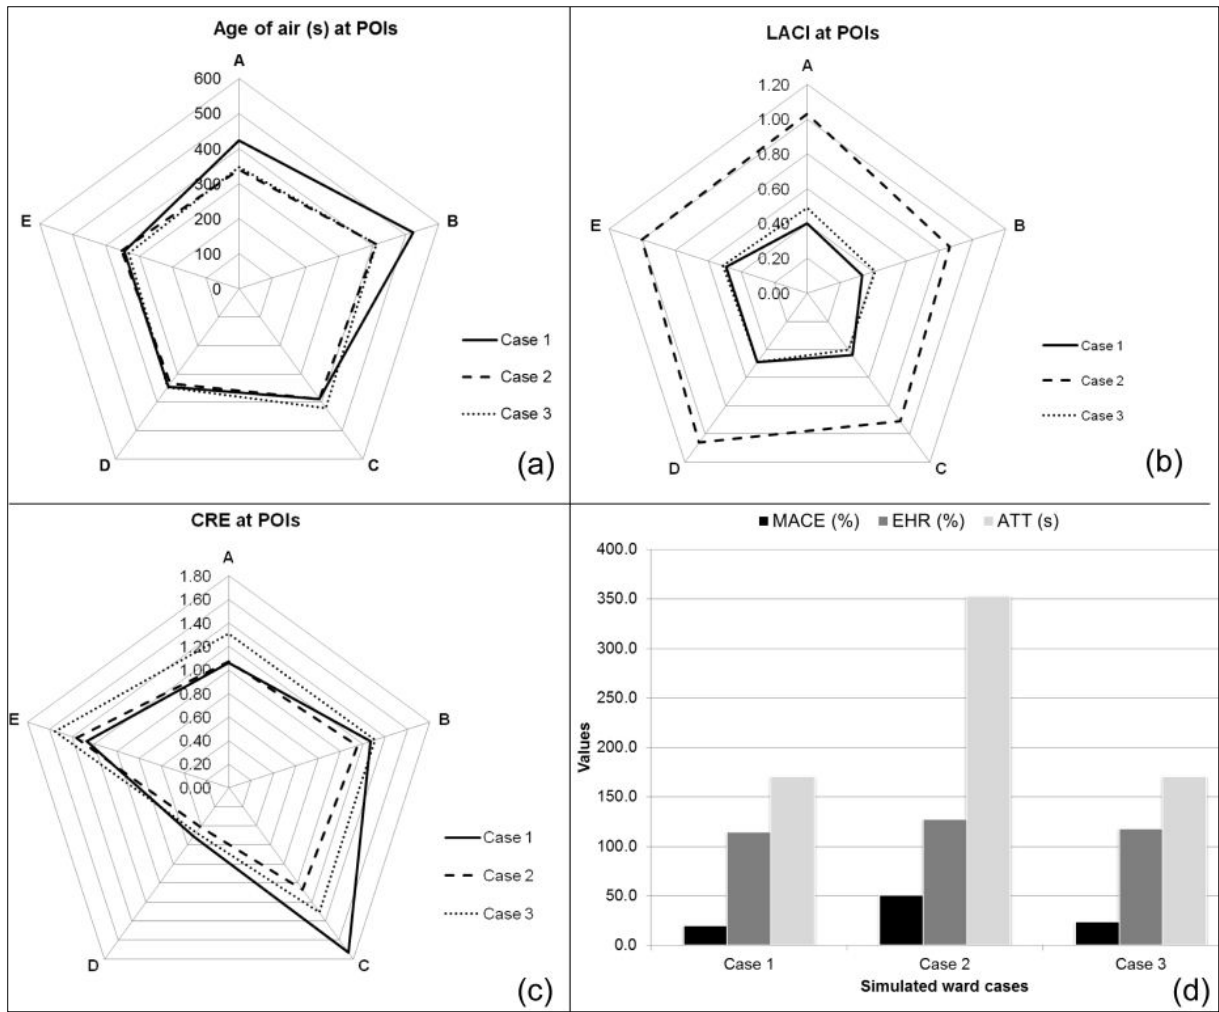 Age of air (s) at POIs
A
600
500
400
300
200
100
0
B
C
D
E
Case 1
Case 2
Case 3
(a)
LACI at POIs
A
1.20
1.00
0.80
0.60
0.40
0.20
0.00
B
C
D
E
Case 1
Case 2
Case 3
(b)
CRE at POIs
A
1.80
1.60
1.40
1.20
1.00
0.80
0.60
0.40
0.20
0.00
B
C
D
E
Case 1
Case 2
Case 3
(c)
MACE (%) EHR (%) ATT (s)
400.0
350.0
300.0
250.0
200.0
150.0
100.0
50.0
0.0
Values
Case 1 Case 2 Case 3
Simulated ward cases
(d)